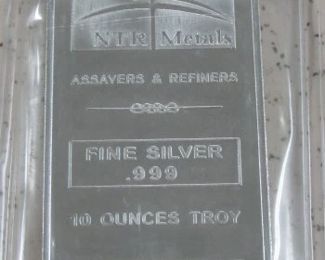 NTR Metals
ASSAYERS & REFINERS
FINE SILVER
.999
10 OUNCES TROY